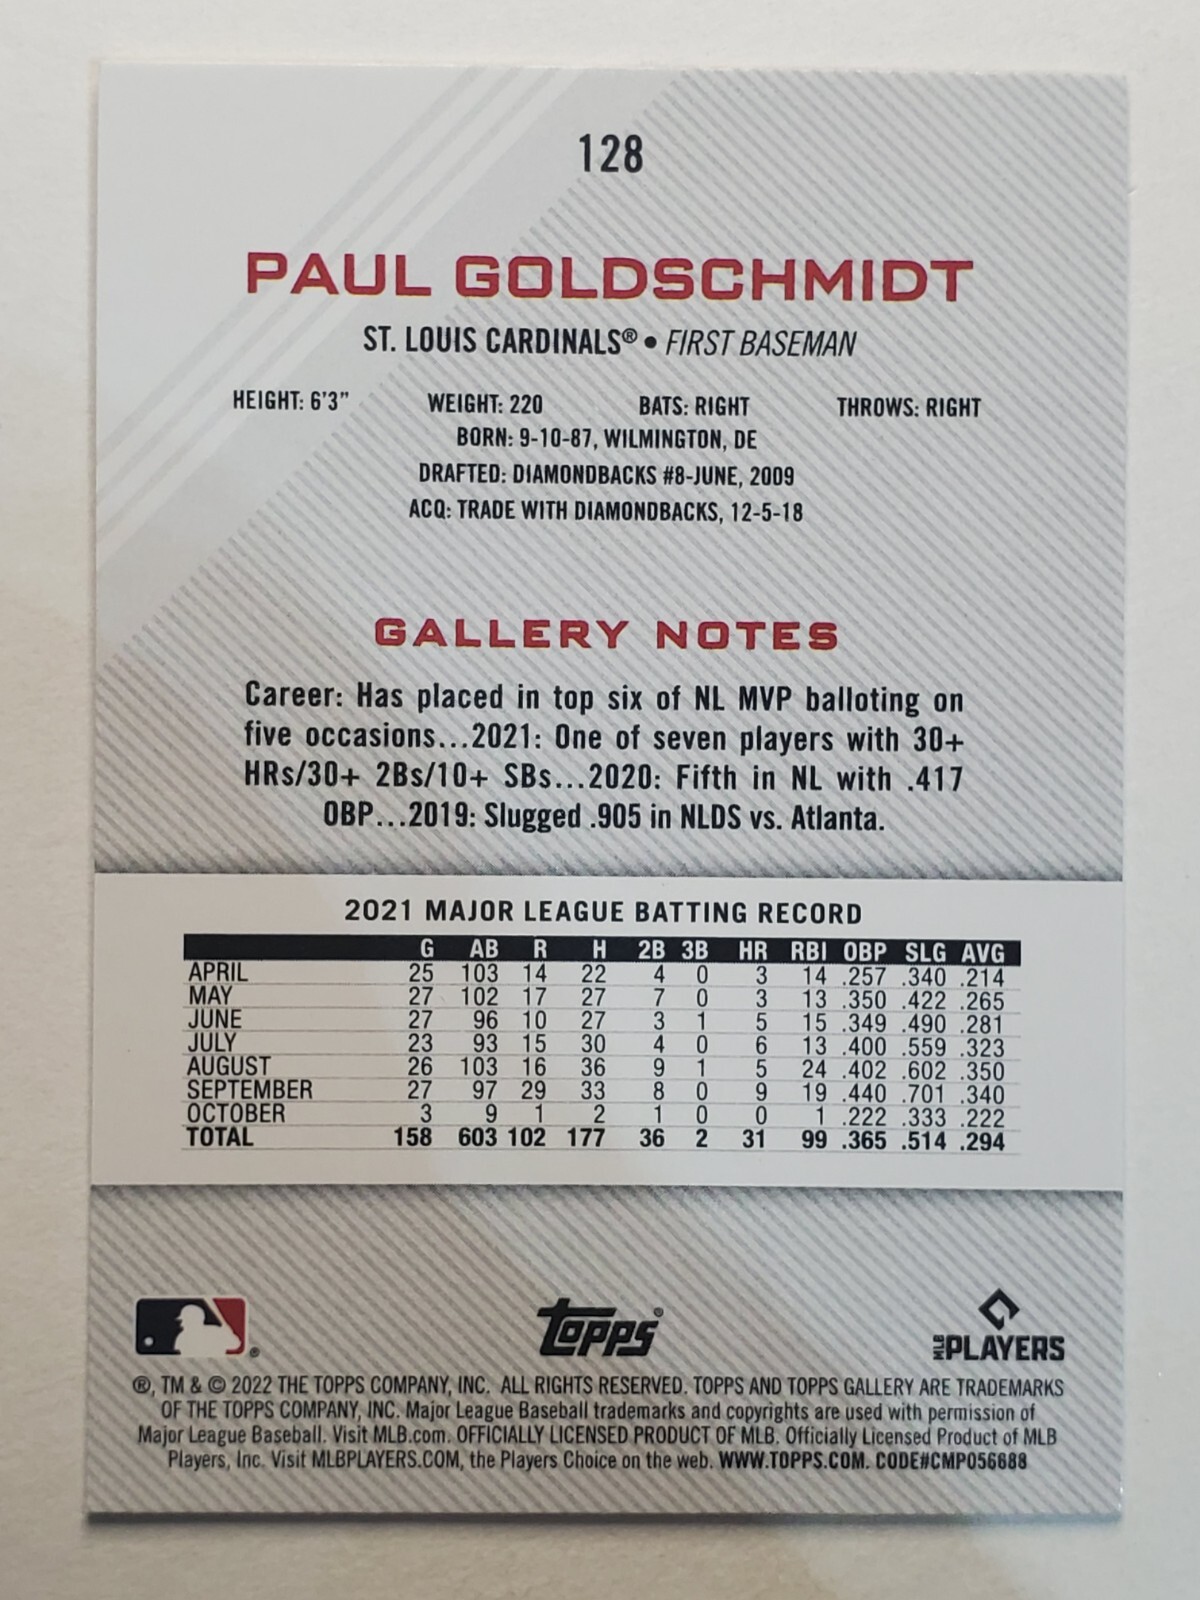 128
PAUL GOLDSCHMIDT
ST. LOUIS CARDINALS® • FIRST BASEMAN
HEIGHT: 6'3" WEIGHT: 220 BATS: RIGHT THROWS: RIGHT
BORN: 9-10-87, WILMINGTON, DE
DRAFTED: DIAMONDBACKS #8-JUNE, 2009
ACQ: TRADE WITH DIAMONDBACKS, 12-5-18
GALLERY NOTES
Career: Has placed in top six of NL MVP balloting on
five occasions...2021: One of seven players with 30+
HRs/30+ 2Bs/10+ SBs...2020: Fifth in NL with .417
OBP...2019: Slugged .905 in NLDS vs. Atlanta.
2021 MAJOR LEAGUE BATTING RECORD
G AB R H 2B 3B HR RBI OBP SLG AVG
APRIL 25 103 14 22 4 0 3 14 .257 .340 .214
MAY 27 102 17 27 7 0 3 13 .350 .422 .265
JUNE 27 96 10 27 3 1 5 15 .349 .490 .281
JULY 23 93 15 30 4 0 6 13 .400 .559 .323
AUGUST 26 103 16 36 9 1 5 24 .402 .602 .350
SEPTEMBER 27 97 29 33 8 0 9 19 .440 .701 .340
OCTOBER 3 9 1 2 1 0 0 1 .222 .333 .222
TOTAL 158 603 102 177 36 2 31 99 .365 .514 .294
® topps® MLB PLAYERS
®, TM & © 2022 THE TOPPS COMPANY, INC. ALL RIGHTS RESERVED. TOPPS AND TOPPS GALLERY ARE TRADEMARKS
OF THE TOPPS COMPANY, INC. Major League Baseball trademarks and copyrights are used with permission of
Major League Baseball. Visit MLB.com. OFFICIALLY LICENSED PRODUCT OF MLB. Officially Licensed Product of MLB
Players, Inc. Visit MLBPLAYERS.COM, the Players Choice on the web. WWW.TOPPS.COM. CODE#CMP056688